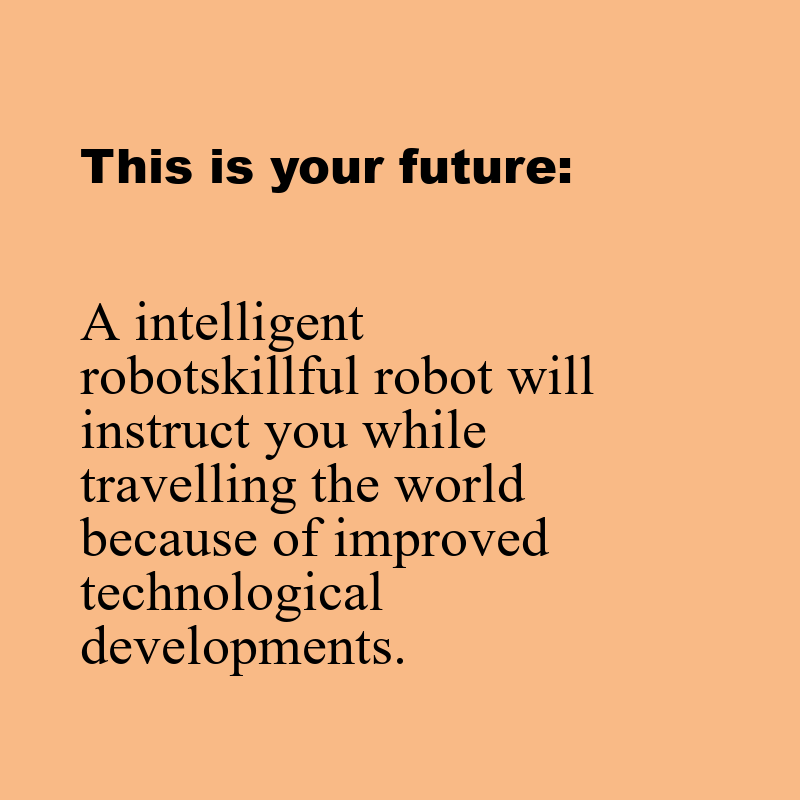 This is your future:
A intelligent
robotskillful robot will
instruct you while
travelling the world
because of improved
technological
developments.